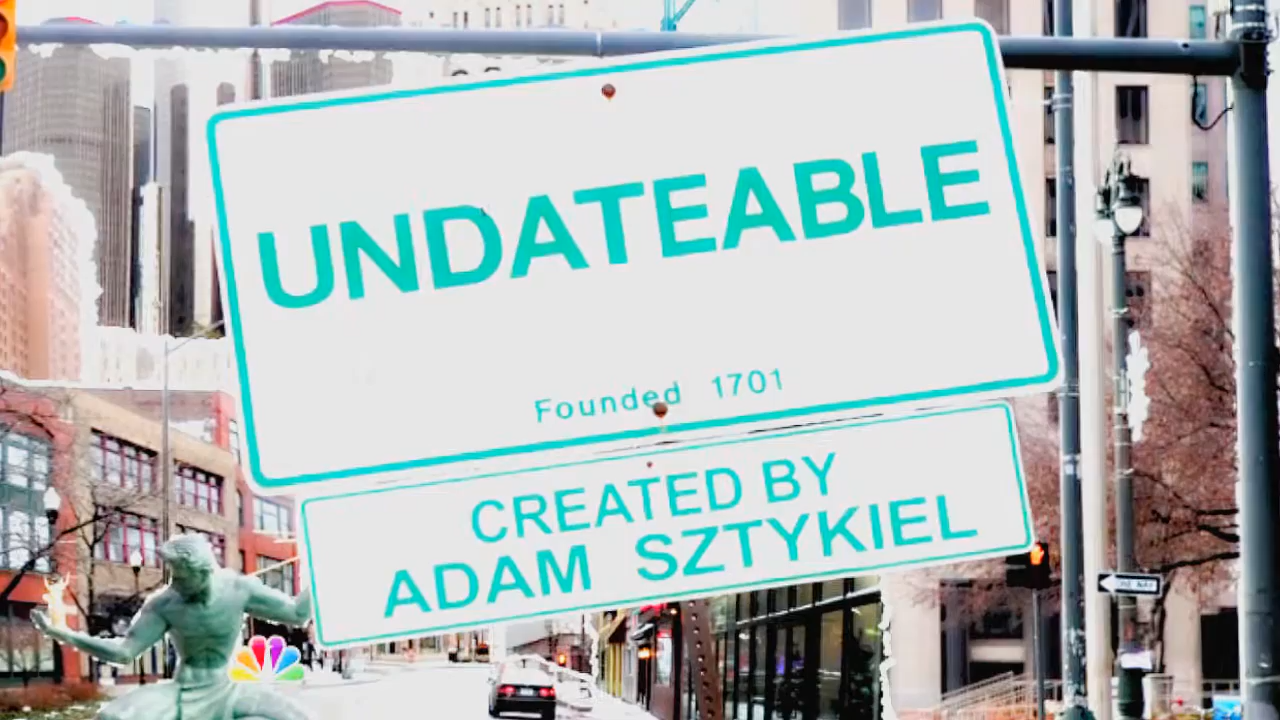 UNDATEABLE
Founded 1701
CREATED BY
ADAM SZTYKIEL
ONE WAY